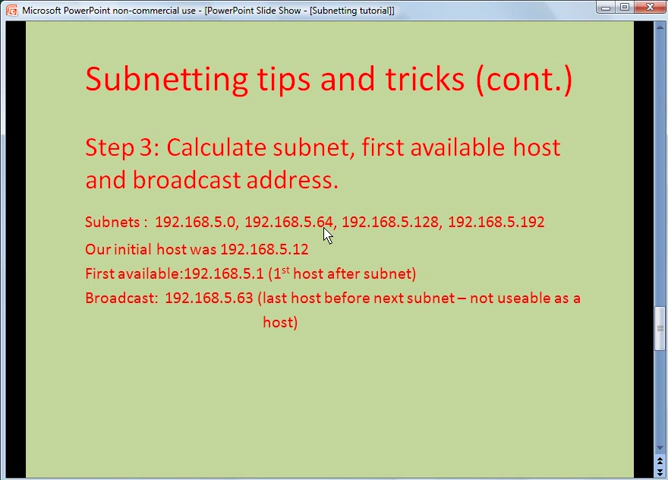 Microsoft PowerPoint non-commercial use - [PowerPoint Slide Show - [Subnetting tutorial]]
Subnetting tips and tricks (cont.)
Step 3: Calculate subnet, first available host
and broadcast address.
Subnets : 192.168.5.0, 192.168.5.64, 192.168.5.128, 192.168.5.192
Our initial host was 192.168.5.12
First available:192.168.5.1 (1st host after subnet)
Broadcast: 192.168.5.63 (last host before next subnet – not useable as a
host)